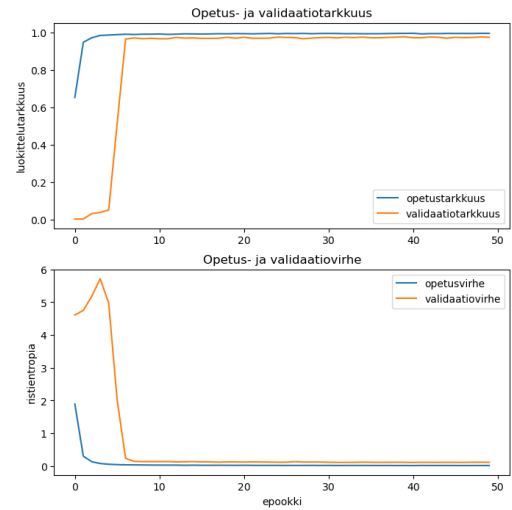 Opetus- ja validaatiotarkkuus
luokittelutarkkuus
1.0
0.8
0.6
0.4
0.2
0.0
opetustarkkuus
validaatiotarkkuus
0 10 20 30 40 50
Opetus- ja validaatiovirhe
ristientropia
6
5
4
3
2
1
0
opetusvirhe
validaatiovirhe
0 10 20 30 40 50
epookki